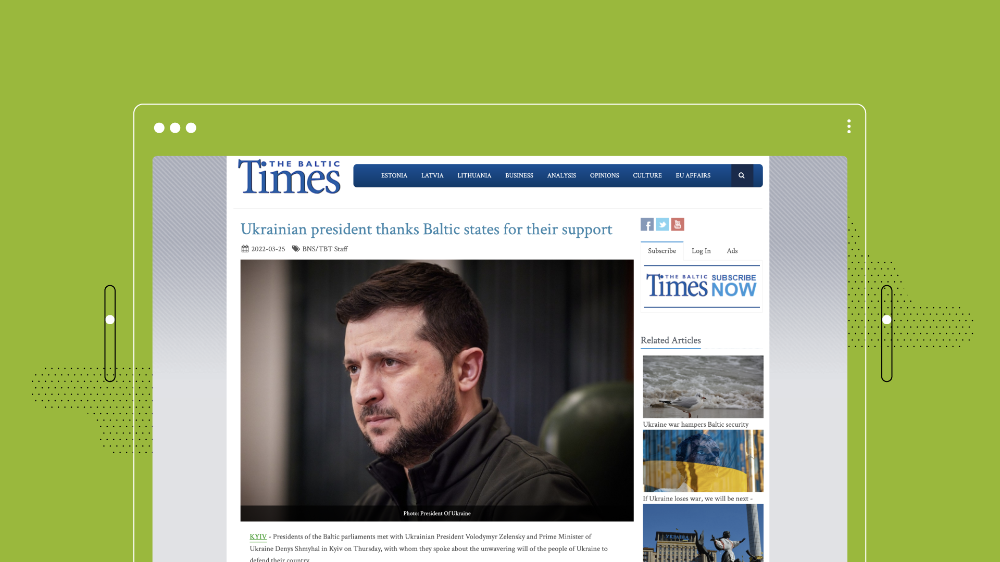 THE BALTIC
Times
ESTONIA LATVIA LITHUANIA BUSINESS ANALYSIS OPINIONS CULTURE EU AFFAIRS
Ukrainian president thanks Baltic states for their support
2022-03-25 BNS/TBT Staff
Photo: President Of Ukraine
KYIV - Presidents of the Baltic parliaments met with Ukrainian President Volodymyr Zelensky and Prime Minister of
Ukraine Denys Shmyhal in Kyiv on Thursday, with whom they spoke about the unwavering will of the people of Ukraine to
defend their country.
f
You
Tube
Subscribe Log In Ads
THE BALTIC
Times
SUBSCRIBE
NOW
Related Articles
Ukraine war hampers Baltic security
If Ukraine loses war, we will be next -
УКРАЇНА